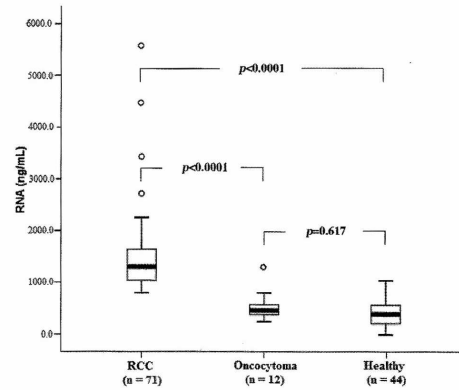 6000.0
5000.0
p<0.0001
4000.0
RNA (ng/mL)
3000.0
p<0.0001
2000.0
p=0.617
1000.0
0.0
RCC
(n = 71)
Oncocytoma
(n = 12)
Healthy
(n = 44)